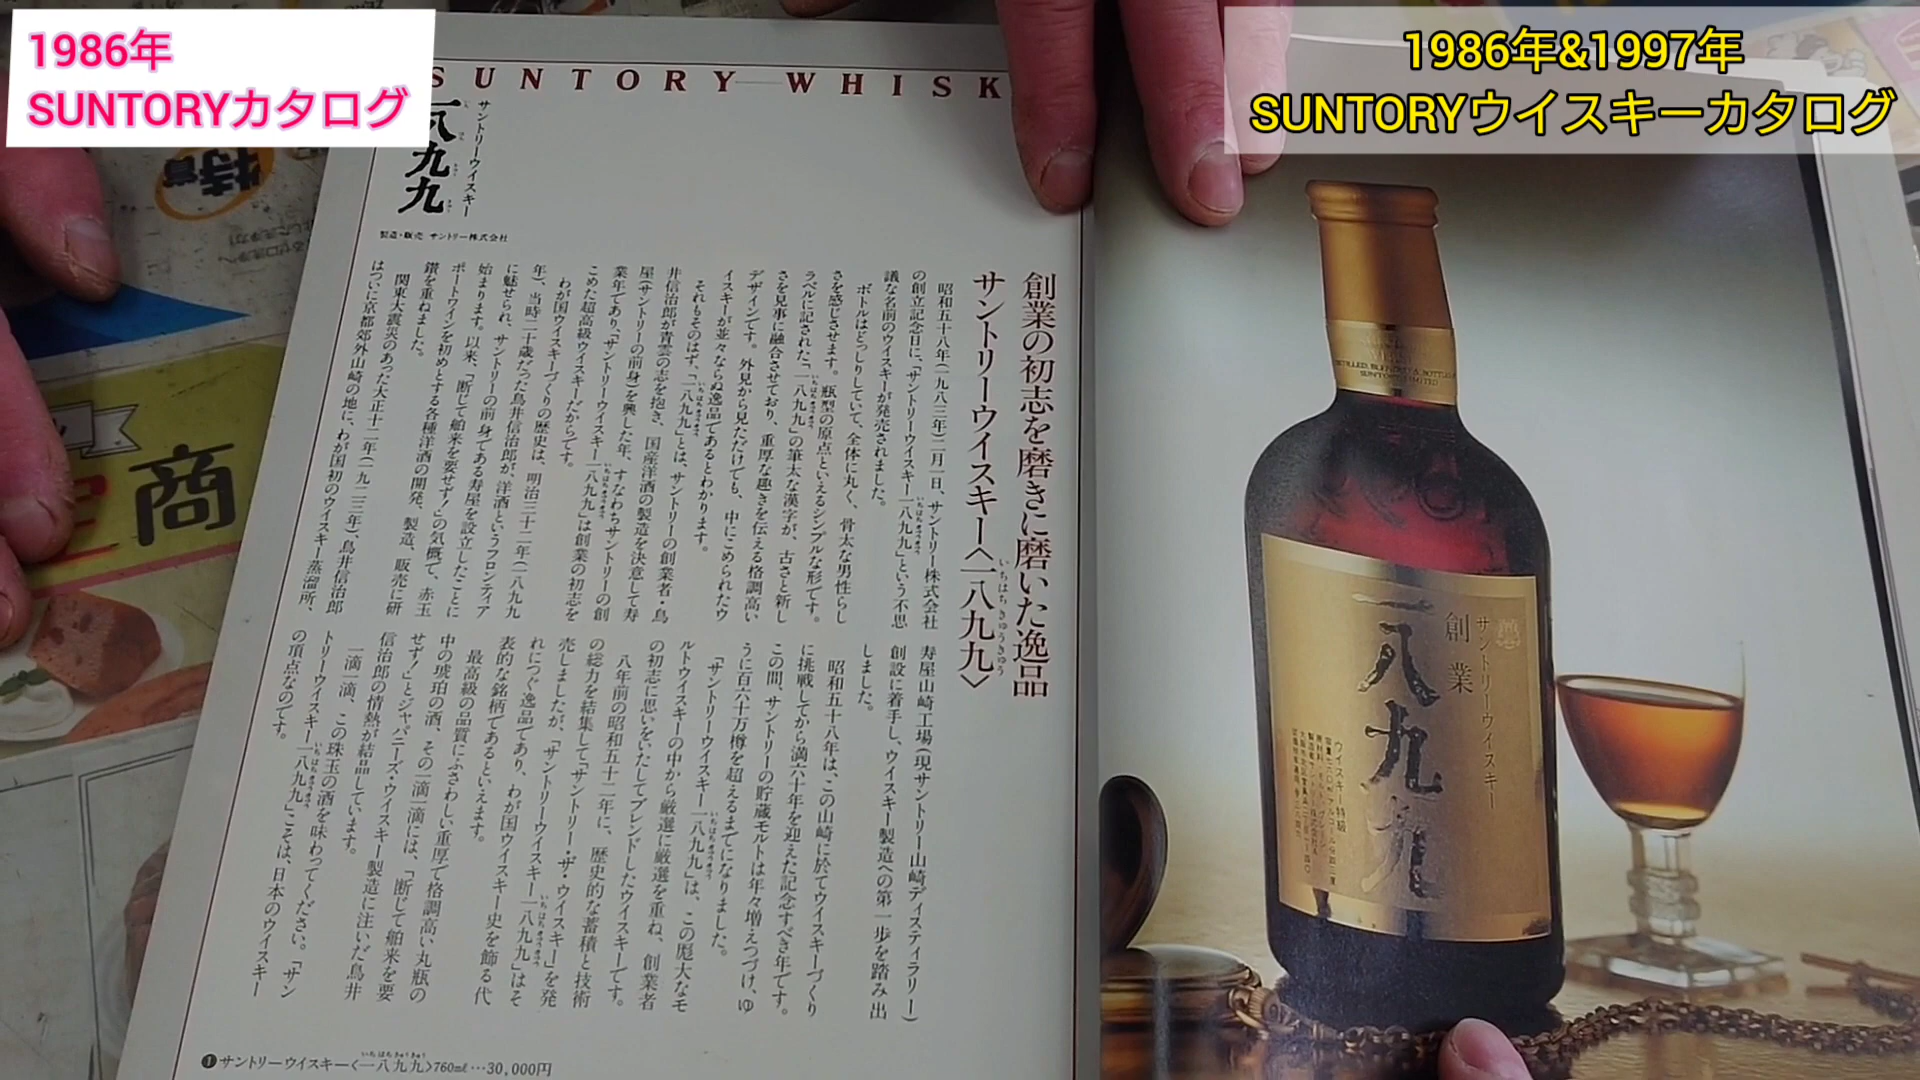 1986年
SUNTORYカタログ
1986年&1997年
SUNTORYウイスキーカタログ
SUNTORY WHISK
サントリーウイスキー
一八九九
製造・販売 サントリー株式会社
創業の初志を磨きに磨いた逸品
サントリーウイスキー〈一八九九〉
昭和五十八年(一九八三年)二月一日、サントリー株式会社
の創立記念日に、「サントリーウイスキー一八九九」という不思
議な名前のウイスキーが発売されました。
ボトルはどっしりしていて、全体に丸く、骨太な男性らし
さを感じさせます。瓶型の原点といえるシンプルな形です。
ラベルに記された「一八九九」の筆太な漢字が、古さと新し
さを見事に融合させており、重厚な趣きを伝える格調高い
デザインです。外見から見ただけでも、中にこめられたウ
イスキーが並々ならぬ逸品であるとわかります。
それもそのはず、「一八九九」とは、サントリーの創業者・鳥
井信治郎が青雲の志を抱き、国産洋酒の製造を決意して寿
屋(サントリーの前身)を興した年、すなわちサントリーの創
業年であり、「サントリーウイスキー一八九九」は創業の初志を
こめた超高級ウイスキーだからです。
わが国ウイスキーづくりの歴史は、明治三十二年(一八九九
年)、当時二十歳だった鳥井信治郎が、洋酒というフロンティア
に魅せられ、サントリーの前身である寿屋を設立したことに
始まります。以来、「断じて舶来を要せず!」の気概で、赤玉
ポートワインを初めとする各種洋酒の開発、製造、販売に研
鑽を重ねました。
関東大震災のあった大正十二年(一九二三年)、鳥井信治郎
はついに京都郊外山崎の地に、わが国初のウイスキー蒸溜所、
寿屋山崎工場(現サントリー山崎ディスティラリー)
創設に着手し、ウイスキー製造への第一歩を踏み出
しました。
昭和五十八年は、この山崎に於てウイスキーづくり
に挑戦してから満六十年を迎えた記念すべき年です。
この間、サントリーの貯蔵モルトは年々増えつづけ、ゆ
うに百六十万樽を超えるまでになりました。
「サントリーウイスキー一八九九」は、この厖大なモ
ルトウイスキーの中から厳選に厳選を重ね、創業者
の初志に思いをいたしてブレンドしたウイスキーです。
八年前の昭和五十二年に、歴史的な蓄積と技術
の総力を結集して「サントリー・ザ・ウイスキー」を発
売しましたが、「サントリーウイスキー一八九九」はそ
れにつぐ逸品であり、わが国ウイスキー史を飾る代
表的な銘柄であるといえます。
最高級の品質にふさわしい重厚で格調高い丸瓶の
中の琥珀の酒、その一滴一滴には、「断じて舶来を要
せず!」とジャパニーズ・ウイスキー製造に注いだ鳥井
信治郎の情熱が結晶しています。
一滴一滴、この珠玉の酒を味わってください。「サン
トリーウイスキー一八九九」こそは、日本のウイスキー
の頂点なのです。
❶サントリーウイスキー〈一八九九〉760ml…30,000円
DISTILLED, BLENDED & BOTTLED
SUNTORY LIMITED
サントリーウイスキー
創業
一八九九
ウイスキー特級
商